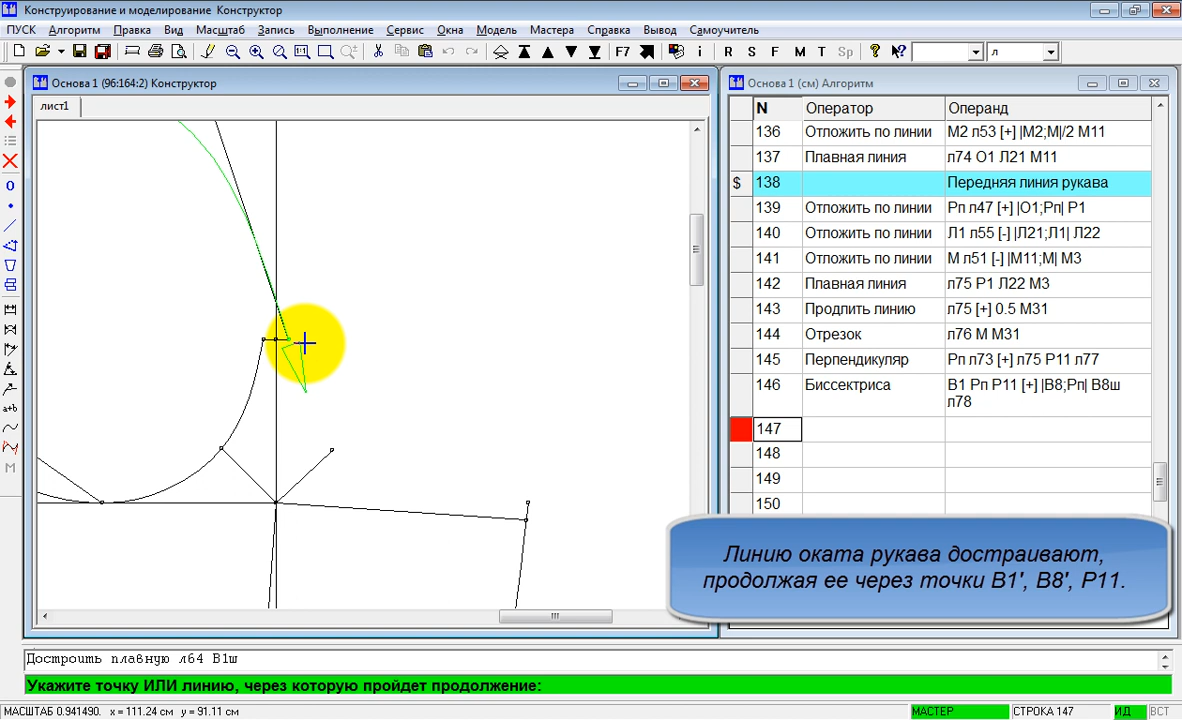 Конструирование и моделирование Конструктор
ПУСК Алгоритм Правка Вид Масштаб Запись Выполнение Сервис Окна Модель Мастера Справка Вывод Самоучитель
1:1 F7 i R S F M T Sp ? л
Основа 1 (96:164:2) Конструктор
лист1
Основа 1 (см) Алгоритм
N Оператор Операнд
136 Отложить по линии М2 л53 [+] |М2;М|/2 М11
137 Плавная линия л74 О1 Л21 М11
$ 138 Передняя линия рукава
139 Отложить по линии Рп л47 [+] |О1;Рп| Р1
140 Отложить по линии Л1 л55 [-] |Л21;Л1| Л22
141 Отложить по линии М л51 [-] |М11;М| М3
142 Плавная линия л75 Р1 Л22 М3
143 Продлить линию л75 [+] 0.5 М31
144 Отрезок л76 М М31
145 Перпендикуляр Рп л73 [+] л75 Р11 л77
146 Биссектриса В1 Рп Р11 [+] |В8;Рп| В8ш
л78
147
148
149
150
Линию оката рукава достраивают,
продолжая ее через точки В1', В8', Р11.
Достроить плавную л64 В1ш
Укажите точку ИЛИ линию, через которую пройдет продолжение:
МАСШТАБ 0.941490. x = 111.24 см y = 91.11 см МАСТЕР СТРОКА 147 ИД ВСТ